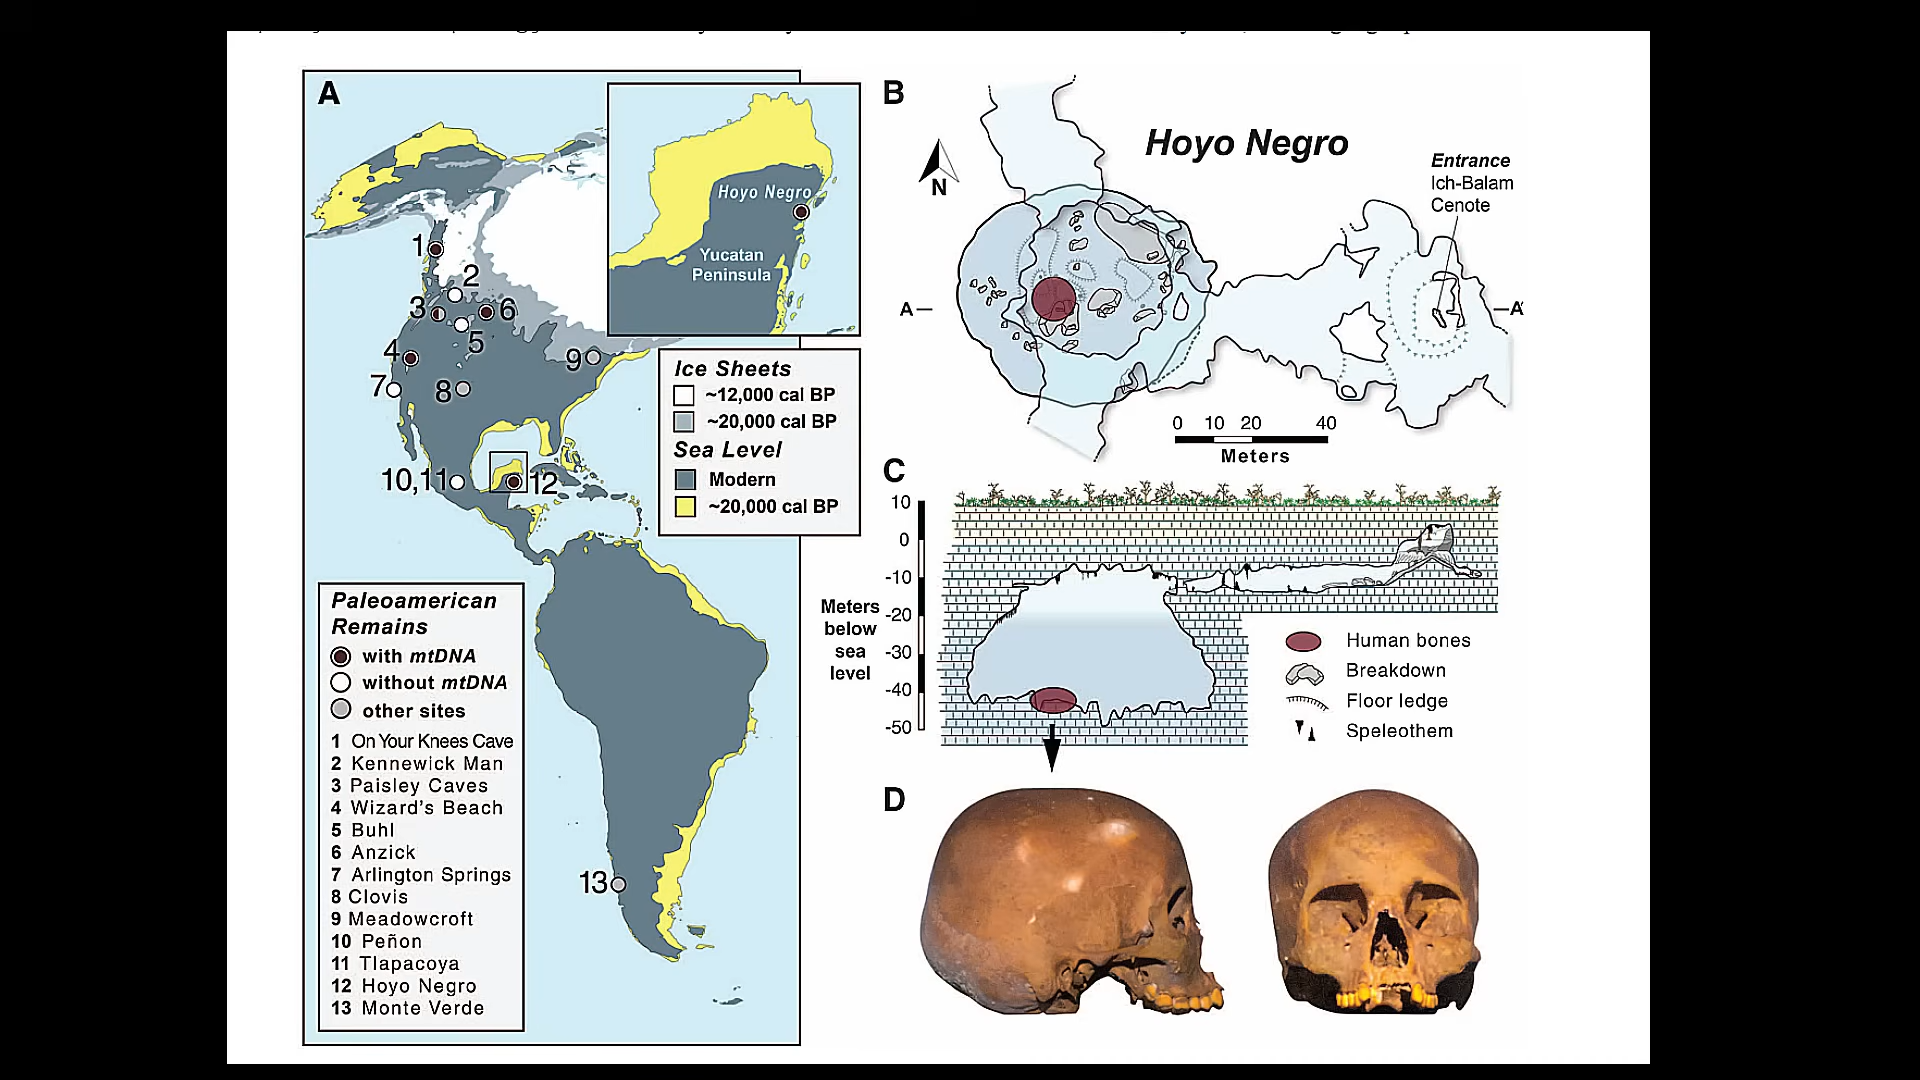 A
Hoyo Negro
Yucatan
Peninsula
1
2
3
6
5
4
9
7
8
10,11
12
13
Ice Sheets
~12,000 cal BP
~20,000 cal BP
Sea Level
Modern
~20,000 cal BP
Paleoamerican
Remains
with mtDNA
without mtDNA
other sites
1 On Your Knees Cave
2 Kennewick Man
3 Paisley Caves
4 Wizard's Beach
5 Buhl
6 Anzick
7 Arlington Springs
8 Clovis
9 Meadowcroft
10 Peñon
11 Tlapacoya
12 Hoyo Negro
13 Monte Verde
B
Hoyo Negro
N
Entrance
Ich-Balam
Cenote
A
A'
0 10 20 40
Meters
C
10
0
-10
-20
-30
-40
-50
Meters
below
sea
level
Human bones
Breakdown
Floor ledge
Speleothem
D